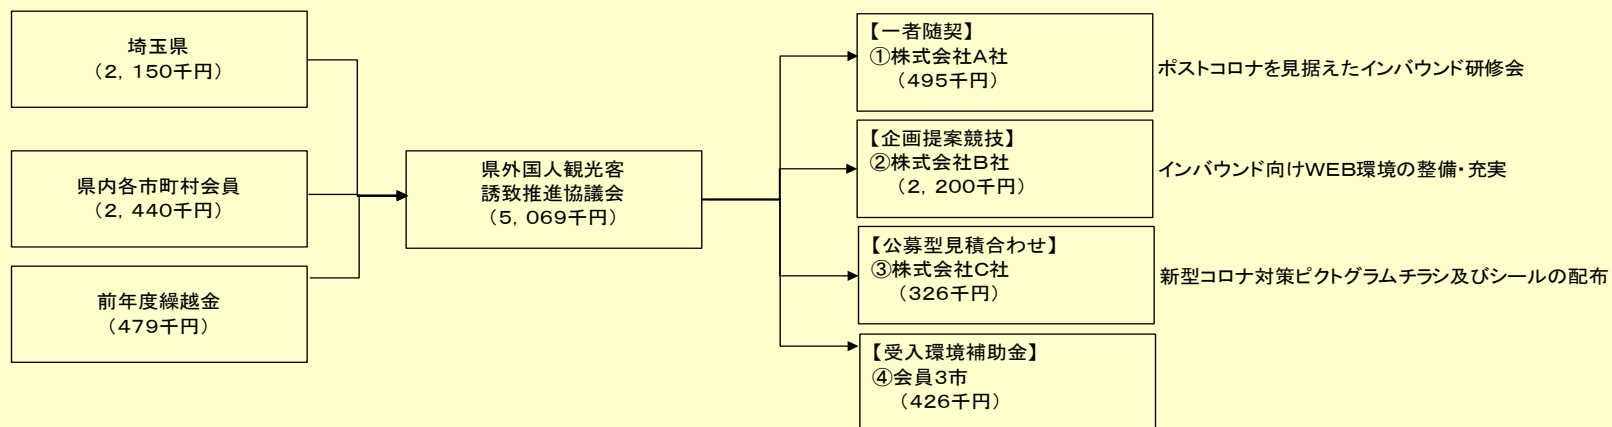 埼玉県
（2，150千円）
県内各市町村会員
（2，440千円）
前年度繰越金
（479千円）
県外国人観光客
誘致推進協議会
（5，069千円）
【一者随契】
①株式会社A社
（495千円）
ポストコロナを見据えたインバウンド研修会
【企画提案競技】
②株式会社B社
（2，200千円）
インバウンド向けWEB環境の整備・充実
【公募型見積合わせ】
③株式会社C社
（326千円）
新型コロナ対策ピクトグラムチラシ及びシールの配布
【受入環境補助金】
④会員3市
（426千円）